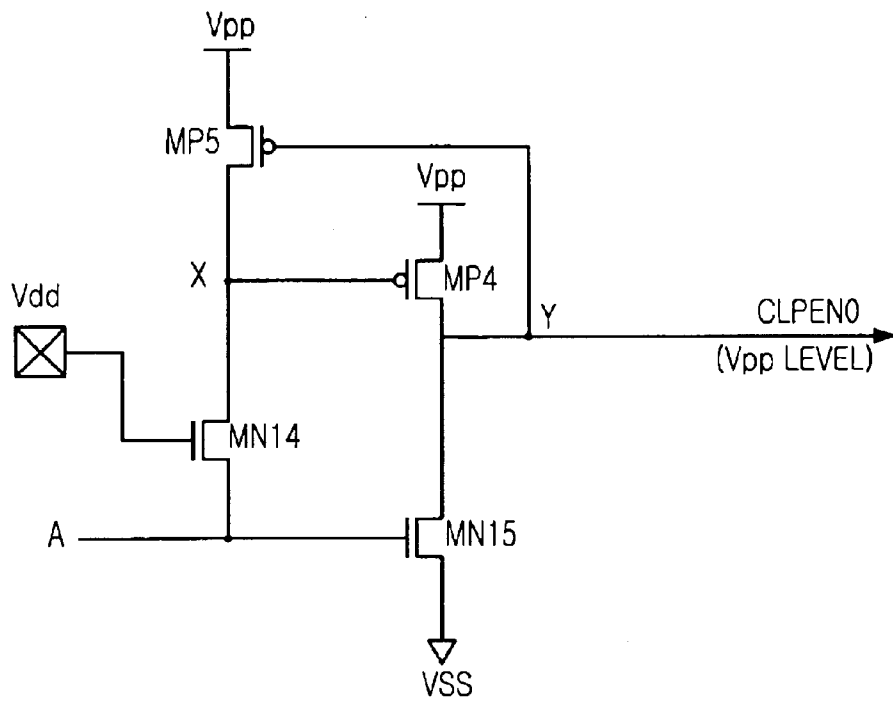 Vpp
MP5
Vpp
X
MP4
Vdd
Y
CLPEN0
(Vpp LEVEL)
MN14
A
MN15
VSS